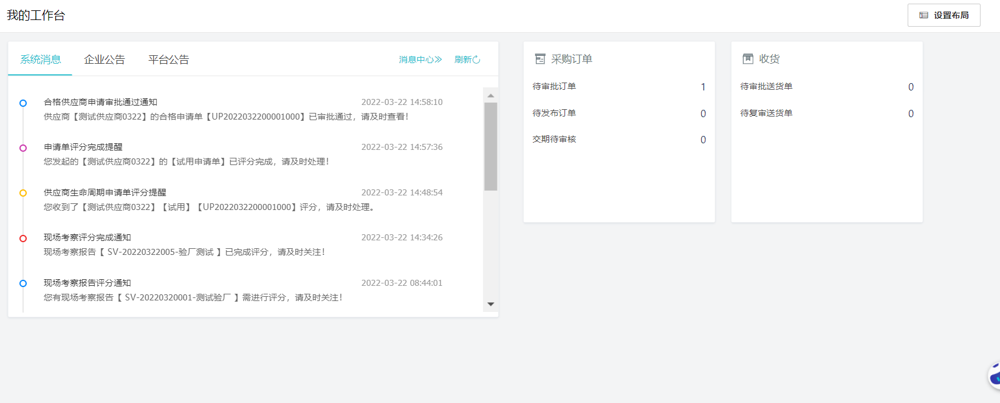 我的工作台
设置布局
系统消息 企业公告 平台公告 消息中心 刷新
合格供应商申请审批通过通知 2022-03-22 14:58:10
供应商【测试供应商0322】的合格申请单【UP2022032200001000】已审批通过，请及时查看！
申请单评分完成提醒 2022-03-22 14:57:36
您发起的【测试供应商0322】的【试用申请单】已评分完成，请及时处理！
供应商生命周期申请单评分提醒 2022-03-22 14:48:54
您收到了【测试供应商0322】【试用】【UP2022032200001000】评分，请及时处理。
现场考察评分完成通知 2022-03-22 14:34:26
现场考察报告【 SV-20220322005-验厂测试 】已完成评分，请及时关注！
现场考察报告评分通知 2022-03-22 08:44:01
您有现场考察报告【 SV-20220320001-测试验厂 】需进行评分，请及时关注！
采购订单
待审批订单 1
待发布订单 0
交期待审核 0
收货
待审批送货单 0
待复审送货单 0